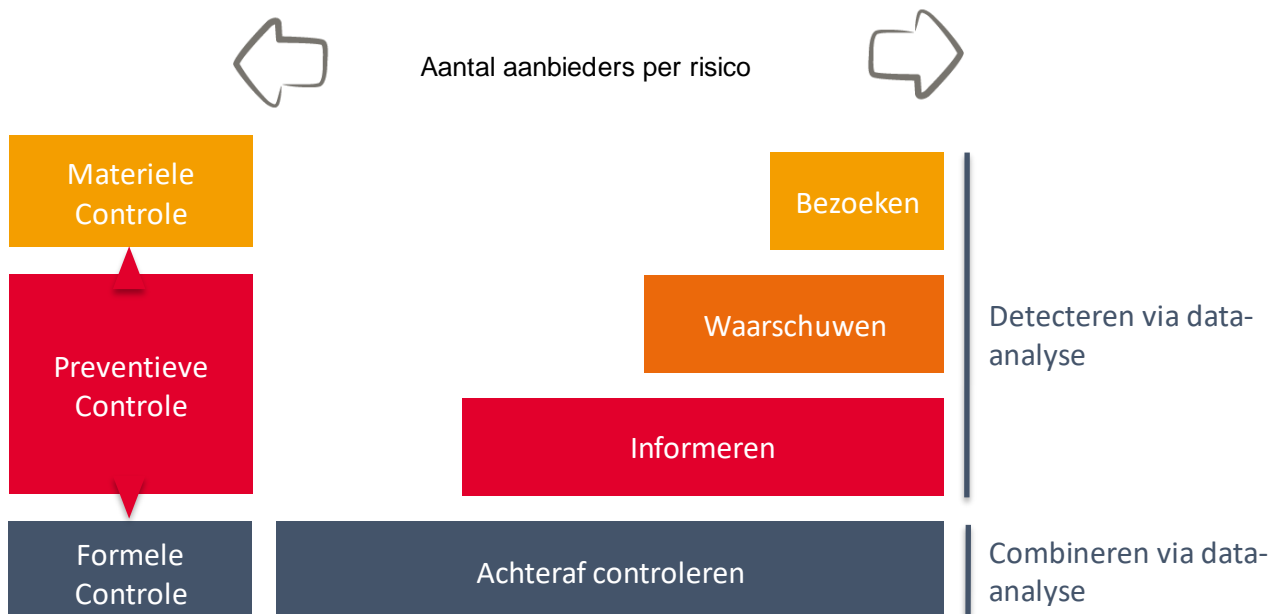 Aantal aanbieders per risico
Materiele
Controle
Bezoeken
Waarschuwen
Detecteren via data-
analyse
Preventieve
Controle
Informeren
Formele
Controle
Achteraf controleren
Combineren via data-
analyse